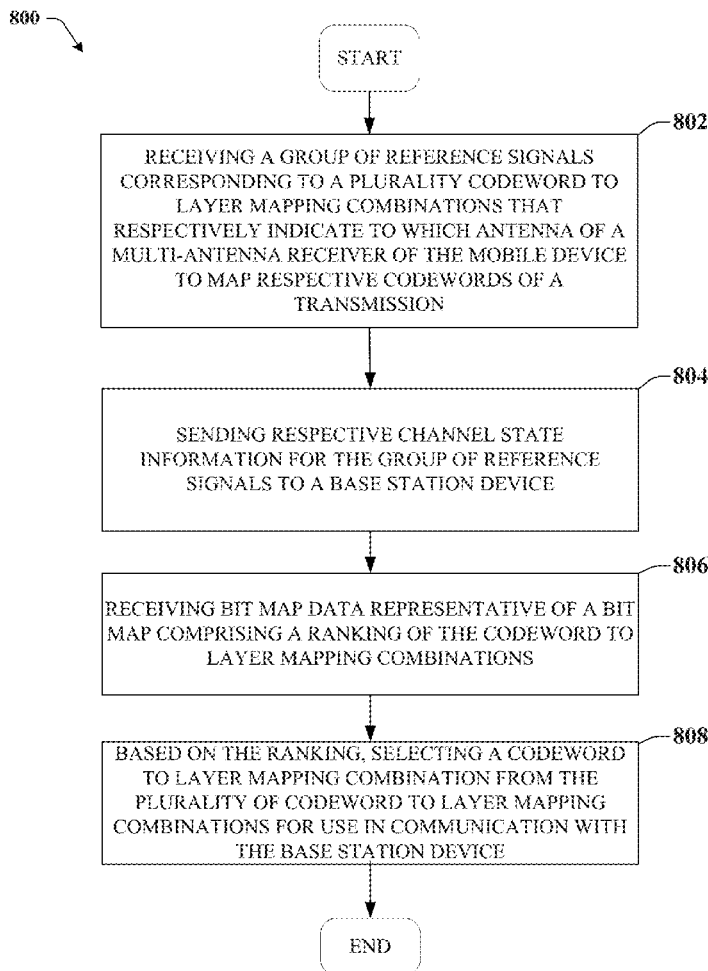 800
START
802
RECEIVING A GROUP OF REFERENCE SIGNALS
CORRESPONDING TO A PLURALITY CODEWORD TO
LAYER MAPPING COMBINATIONS THAT
RESPECTIVELY INDICATE TO WHICH ANTENNA OF A
MULTI-ANTENNA RECEIVER OF THE MOBILE DEVICE
TO MAP RESPECTIVE CODEWORDS OF A
TRANSMISSION
804
SENDING RESPECTIVE CHANNEL STATE
INFORMATION FOR THE GROUP OF REFERENCE
SIGNALS TO A BASE STATION DEVICE
806
RECEIVING BIT MAP DATA REPRESENTATIVE OF A BIT
MAP COMPRISING A RANKING OF THE CODEWORD TO
LAYER MAPPING COMBINATIONS
808
BASED ON THE RANKING, SELECTING A CODEWORD
TO LAYER MAPPING COMBINATION FROM THE
PLURALITY OF CODEWORD TO LAYER MAPPING
COMBINATIONS FOR USE IN COMMUNICATION WITH
THE BASE STATION DEVICE
END